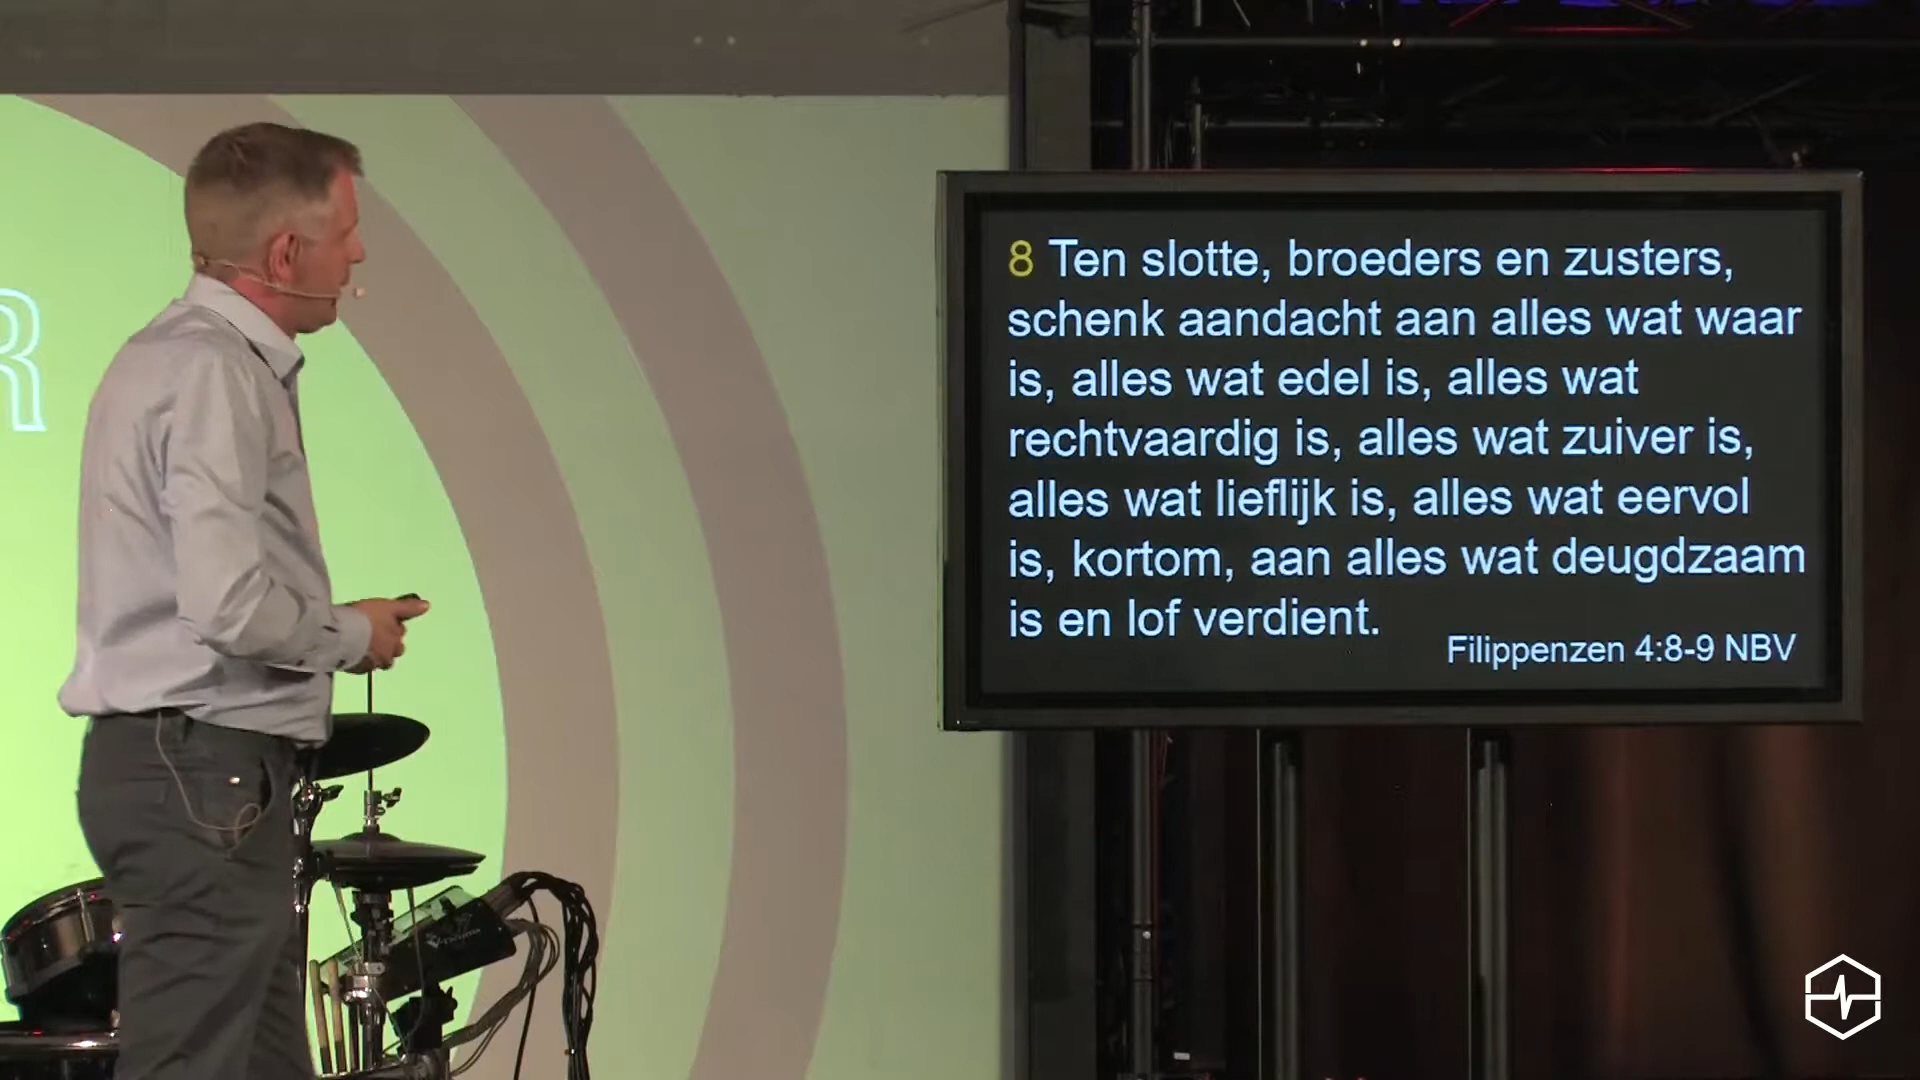 R
8 Ten slotte, broeders en zusters,
schenk aandacht aan alles wat waar
is, alles wat edel is, alles wat
rechtvaardig is, alles wat zuiver is,
alles wat lieflijk is, alles wat eervol
is, kortom, aan alles wat deugdzaam
is en lof verdient.
Filippenzen 4:8-9 NBV